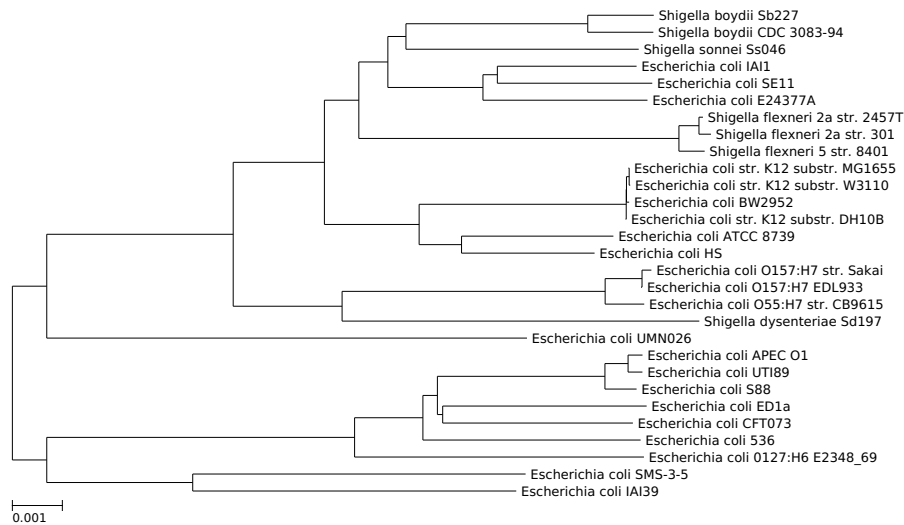 Shigella boydii Sb227
Shigella boydii CDC 3083-94
Shigella sonnei Ss046
Escherichia coli IAI1
Escherichia coli SE11
Escherichia coli E24377A
Shigella flexneri 2a str. 2457T
Shigella flexneri 2a str. 301
Shigella flexneri 5 str. 8401
Escherichia coli str. K12 substr. MG1655
Escherichia coli str. K12 substr. W3110
Escherichia coli BW2952
Escherichia coli str. K12 substr. DH10B
Escherichia coli ATCC 8739
Escherichia coli HS
Escherichia coli O157:H7 str. Sakai
Escherichia coli O157:H7 EDL933
Escherichia coli O55:H7 str. CB9615
Shigella dysenteriae Sd197
Escherichia coli UMN026
Escherichia coli APEC O1
Escherichia coli UTI89
Escherichia coli S88
Escherichia coli ED1a
Escherichia coli CFT073
Escherichia coli 536
Escherichia coli 0127:H6 E2348_69
Escherichia coli SMS-3-5
Escherichia coli IAI39
0.001